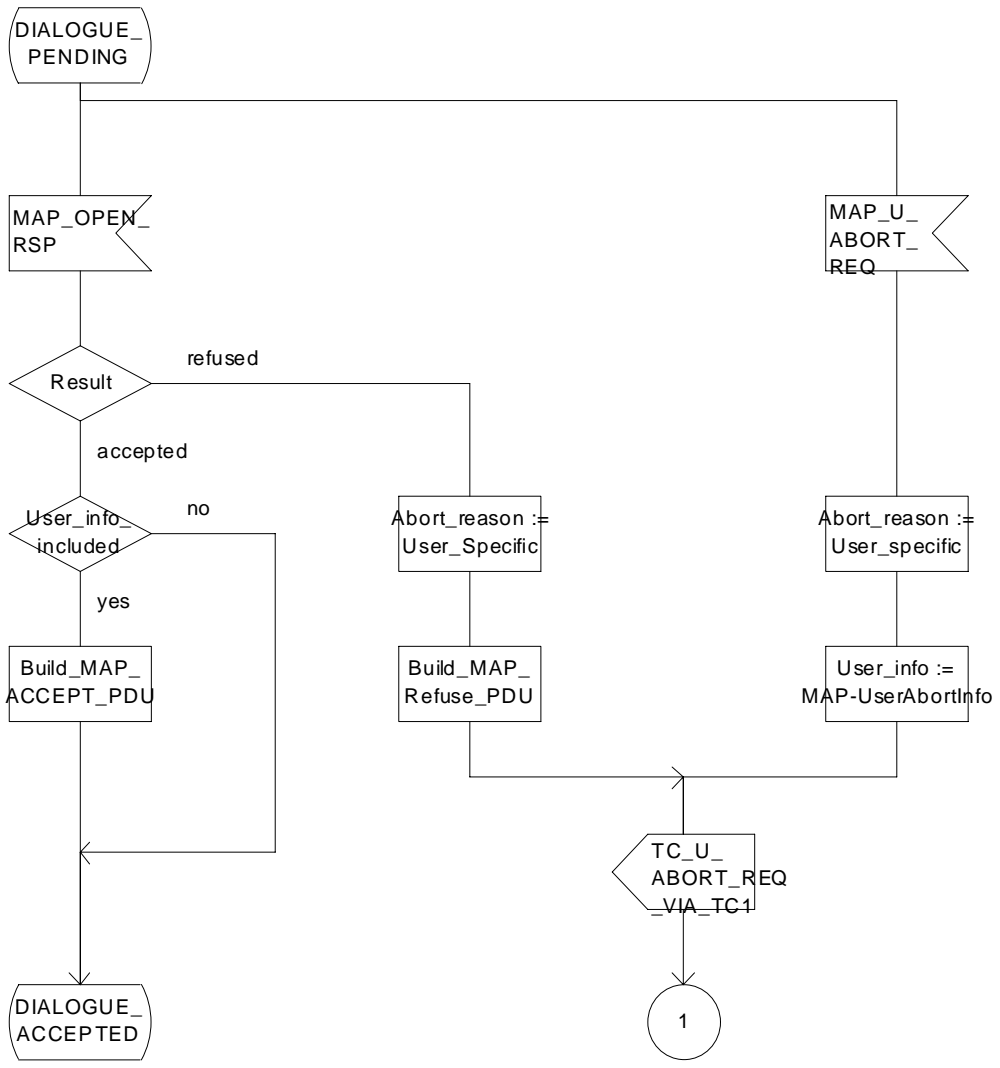 DIALOGUE_
PENDING
MAP_OPEN_
RSP
MAP_U_
ABORT_
REQ
Result
refused
accepted
User_info_
included
no
yes
Abort_reason :=
User_Specific
Abort_reason :=
User_specific
Build_MAP_
ACCEPT_PDU
Build_MAP_
Refuse_PDU
User_info :=
MAP-UserAbortInfo
TC_U_
ABORT_REQ
_VIA_TC1
DIALOGUE_
ACCEPTED
1